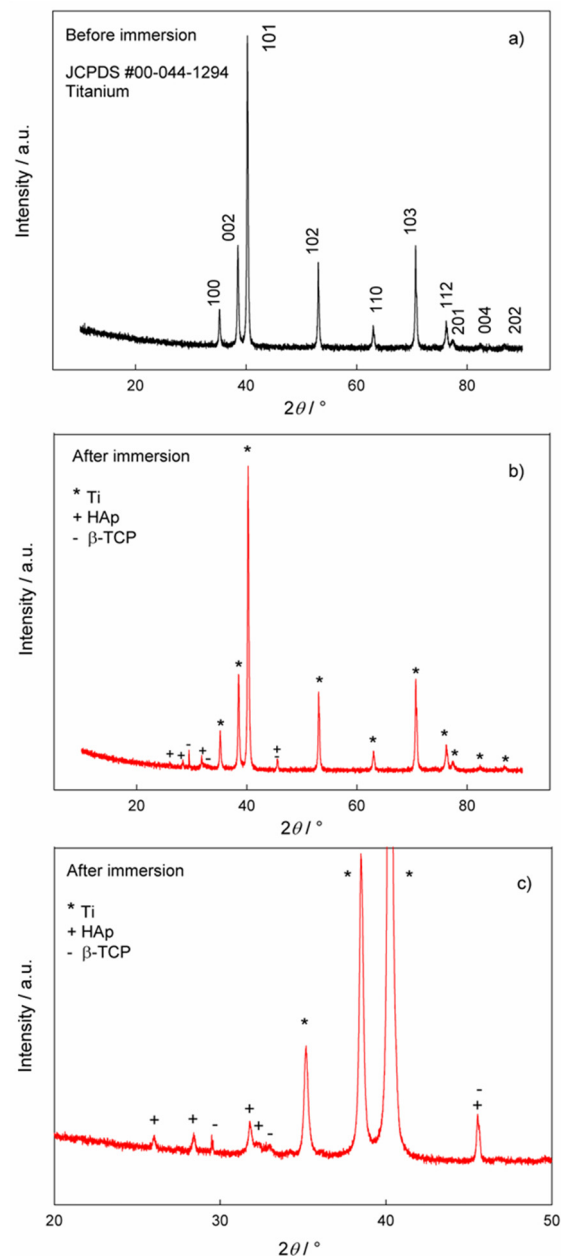 Before immersion
a)
JCPDS #00-044-1294
Titanium
101
002
100
102
110
103
112
201
004
202
Intensity / a.u.
20
40
60
80
2θ / °
After immersion
b)
* Ti
+ HAp
- β-TCP
*
*
*
*
*
*
*
*
*
*
+
+
-
+
-
+
-
Intensity / a.u.
20
40
60
80
2θ / °
After immersion
c)
* Ti
+ HAp
- β-TCP
*
*
*
+
+
-
+
+
-
-
+
Intensity / a.u.
20
30
40
50
2θ / °